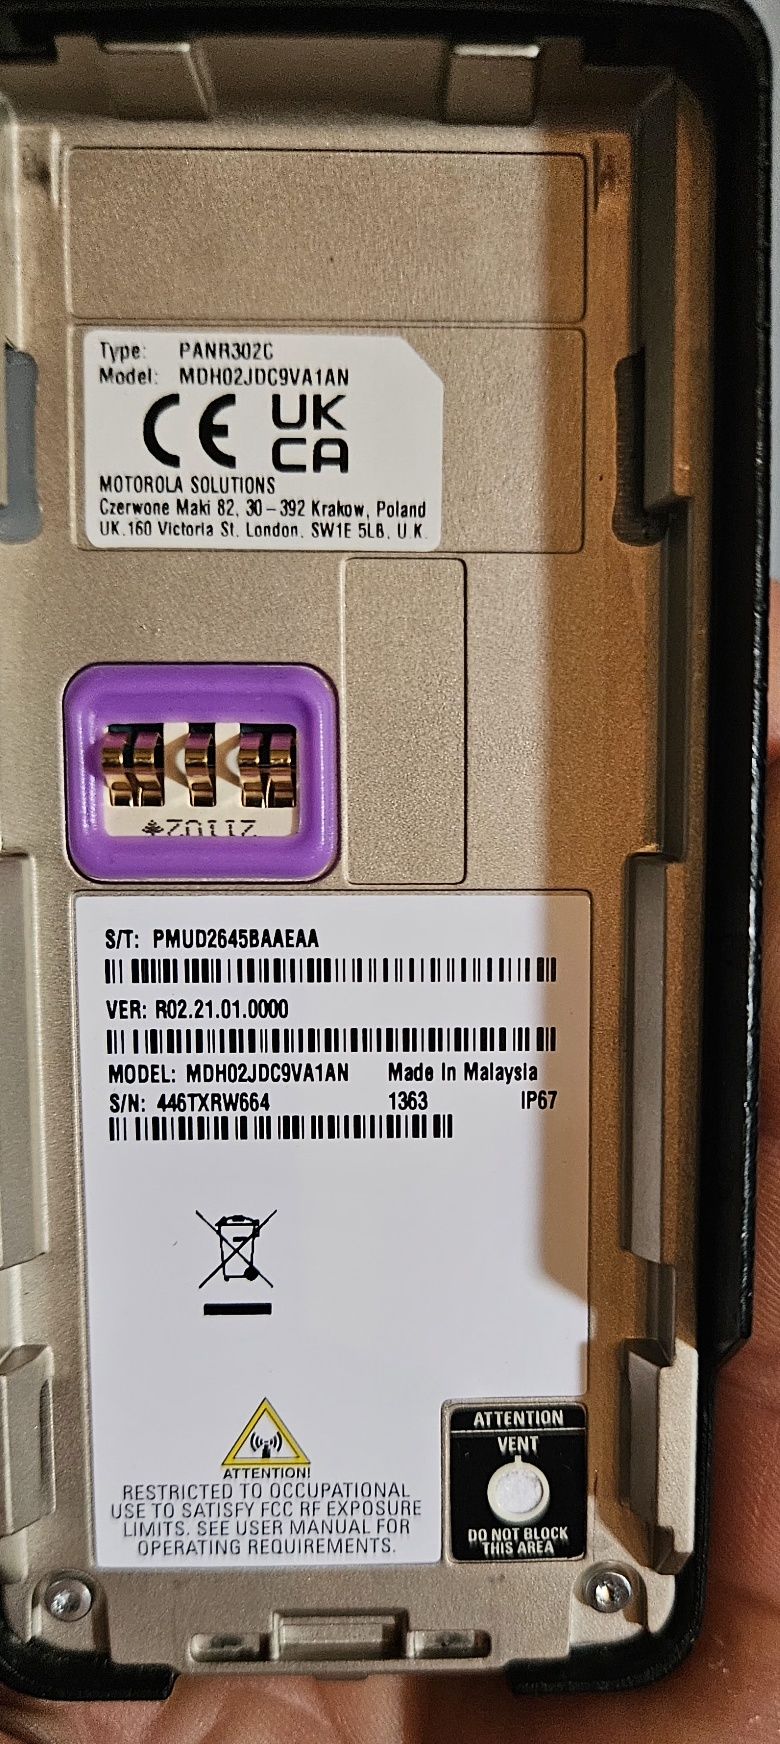 Type: PANR302C
Model: MDH02JDC9VA1AN
CE UK
CA
MOTOROLA SOLUTIONS
Czerwone Maki 82, 30-392 Krakow, Poland
UK.160 Victoria St. London. SW1E 5LB. U.K.
S/T: PMUD2645BAAEAA
VER: R02.21.01.0000
MODEL: MDH02JDC9VA1AN Made In Malaysia
S/N: 446TXRW664 1363 IP67
ATTENTION!
RESTRICTED TO OCCUPATIONAL
USE TO SATISFY FCC RF EXPOSURE
LIMITS. SEE USER MANUAL FOR
OPERATING REQUIREMENTS.
ATTENTION
VENT
DO NOT BLOCK
THIS AREA